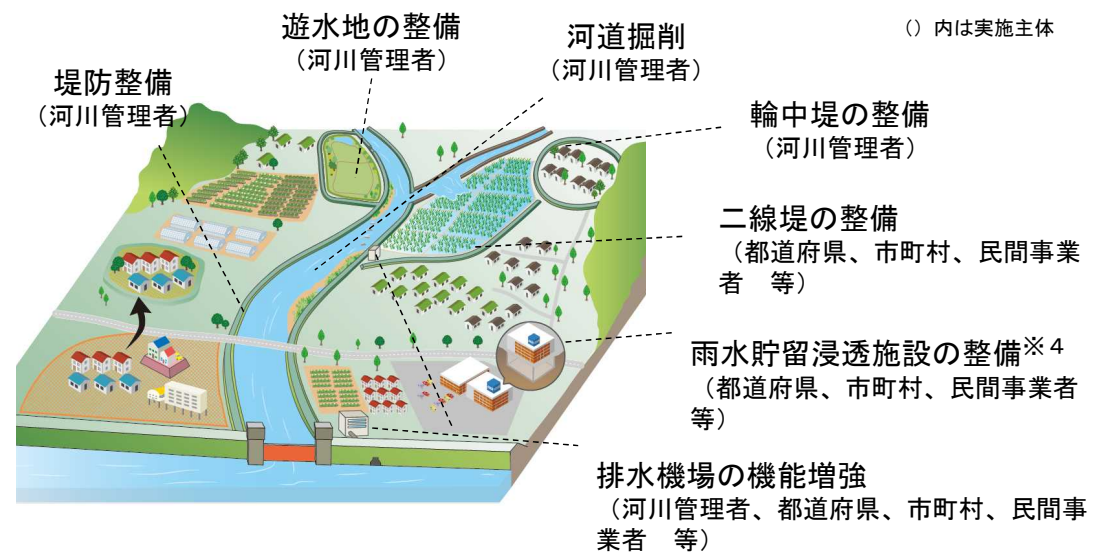 遊水地の整備
（河川管理者）
河道掘削
（河川管理者）
（）内は実施主体
堤防整備
（河川管理者）
輪中堤の整備
（河川管理者）
二線堤の整備
（都道府県、市町村、民間事業
者　等）
雨水貯留浸透施設の整備※４
（都道府県、市町村、民間事業者
等）
排水機場の機能増強
（河川管理者、都道府県、市町村、民間事
業者　等）